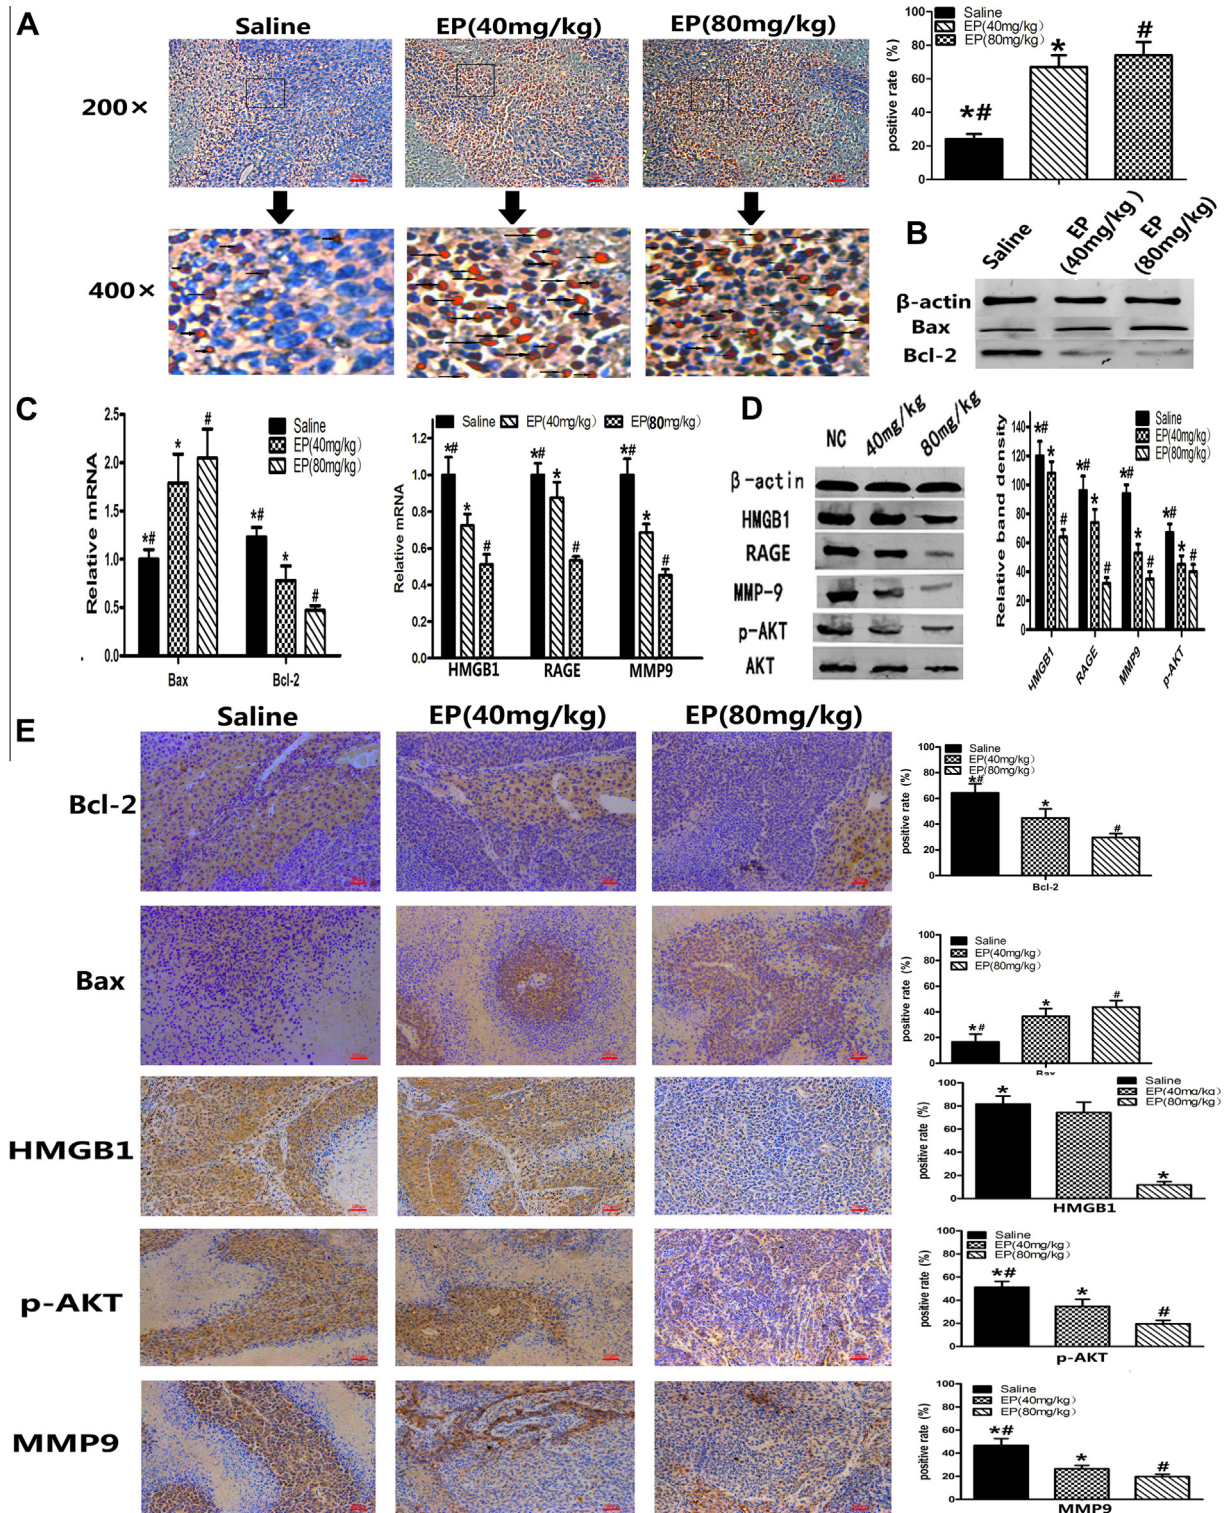 A
Saline
EP(40mg/kg)
EP(80mg/kg)
200×
400×
positive rate (%)
100
80
60
40
20
0
Saline
EP(40mg/kg)
EP(80mg/kg)
*#
*
#
B
Saline
EP
(40mg/kg)
EP
(80mg/kg)
β-actin
Bax
Bcl-2
C
Relative mRNA
2.5
2.0
1.5
1.0
0.5
0.0
Saline
EP(40mg/kg)
EP(80mg/kg)
*#
*
#
*#
*
#
Bax
Bcl-2
Relative mRNA
1.2
1.0
0.8
0.6
0.4
0.2
0.0
Saline
EP(40mg/kg)
EP(80mg/kg)
*#
*
#
*#
*
#
*#
*
#
HMGB1
RAGE
MMP9
D
NC
40mg/kg
80mg/kg
β-actin
HMGB1
RAGE
MMP-9
p-AKT
AKT
Relative band density
140
120
100
80
60
40
20
0
Saline
EP(40mg/kg)
EP(80mg/kg)
*#
*
#
*#
*
#
*#
*
#
*#
*
#
HMGB1
RAGE
MMP9
p-AKT
E
Saline
EP(40mg/kg)
EP(80mg/kg)
Bcl-2
positive rate (%)
100
80
60
40
20
0
Saline
EP(40mg/kg)
EP(80mg/kg)
*#
*
#
Bcl-2
Bax
positive rate (%)
100
80
60
40
20
0
Saline
EP(40mg/kg)
EP(80mg/kg)
*#
*
#
Bax
HMGB1
positive rate (%)
100
80
60
40
20
0
Saline
EP(40mg/kg)
EP(80mg/kg)
*
*
HMGB1
p-AKT
positive rate (%)
100
80
60
40
20
0
Saline
EP(40mg/kg)
EP(80mg/kg)
*#
*
#
p-AKT
MMP9
positive rate (%)
100
80
60
40
20
0
Saline
EP(40mg/kg)
EP(80mg/kg)
*#
*
#
MMP9